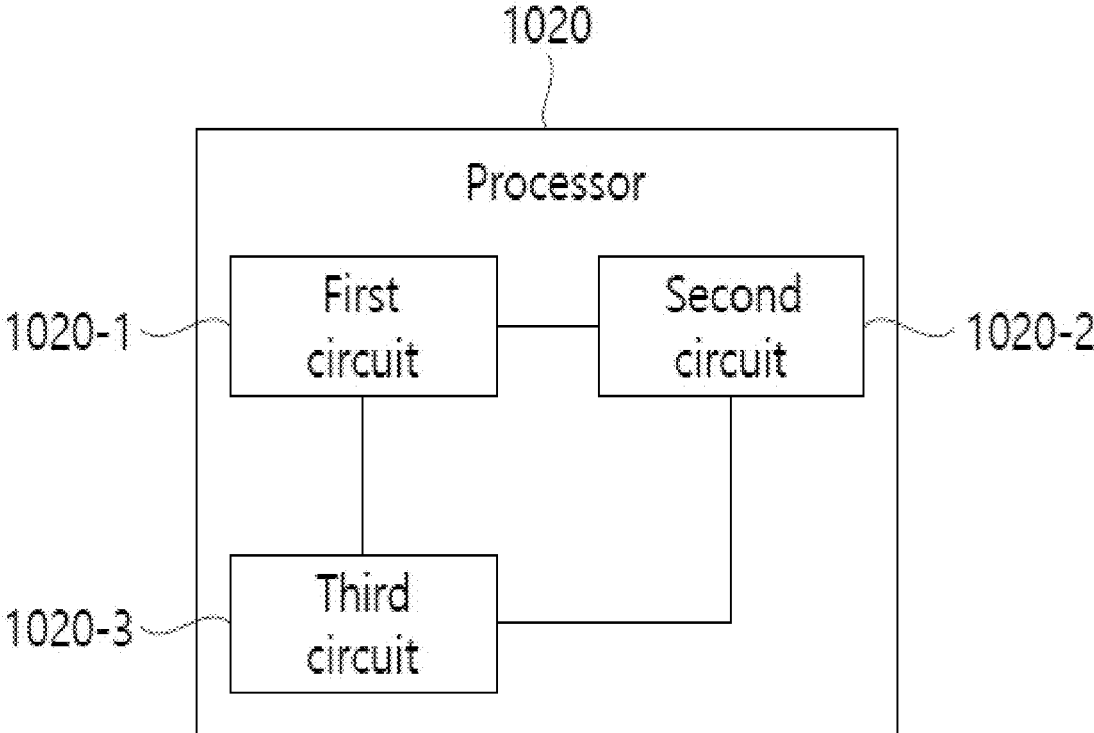 1020
Processor
First
circuit
Second
circuit
1020-1
1020-2
Third
circuit
1020-3